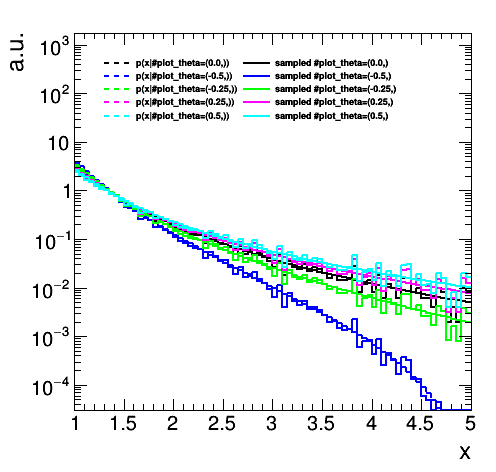 a.u.
10³
10²
10
1
10⁻¹
10⁻²
10⁻³
10⁻⁴
p(x|#plot_theta=(0.0,)) sampled #plot_theta=(0.0,)
p(x|#plot_theta=(-0.5,)) sampled #plot_theta=(-0.5,)
p(x|#plot_theta=(-0.25,)) sampled #plot_theta=(-0.25,)
p(x|#plot_theta=(0.25,)) sampled #plot_theta=(0.25,)
p(x|#plot_theta=(0.5,)) sampled #plot_theta=(0.5,)
1 1.5 2 2.5 3 3.5 4 4.5 5
x